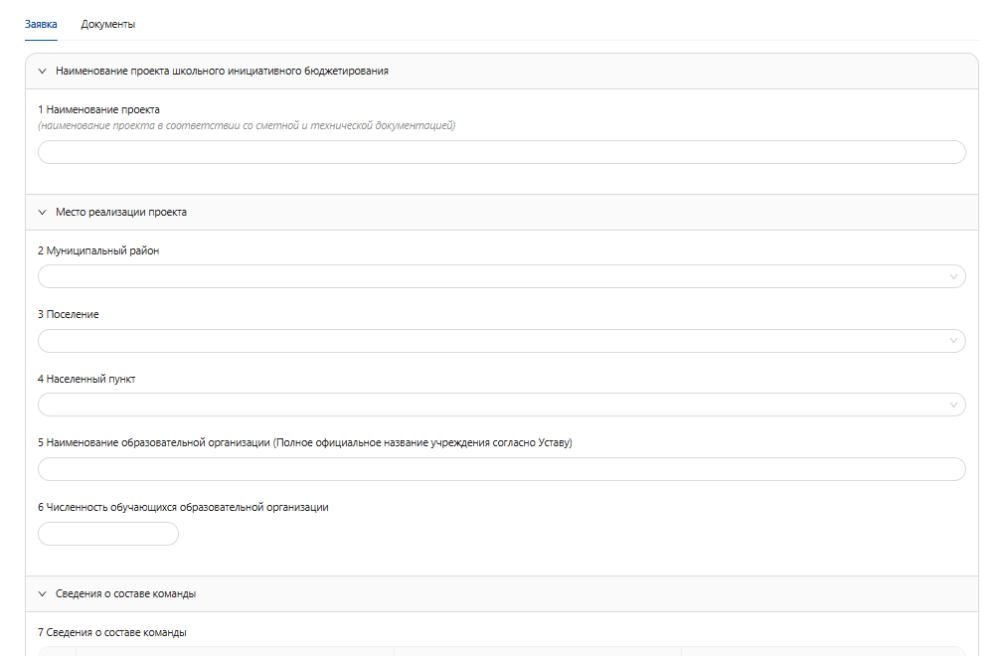 Заявка Документы
Наименование проекта школьного инициативного бюджетирования
1 Наименование проекта
(наименование проекта в соответствии со сметной и технической документацией)
Место реализации проекта
2 Муниципальный район
3 Поселение
4 Населенный пункт
5 Наименование образовательной организации (Полное официальное название учреждения согласно Уставу)
6 Численность обучающихся образовательной организации
Сведения о составе команды
7 Сведения о составе команды